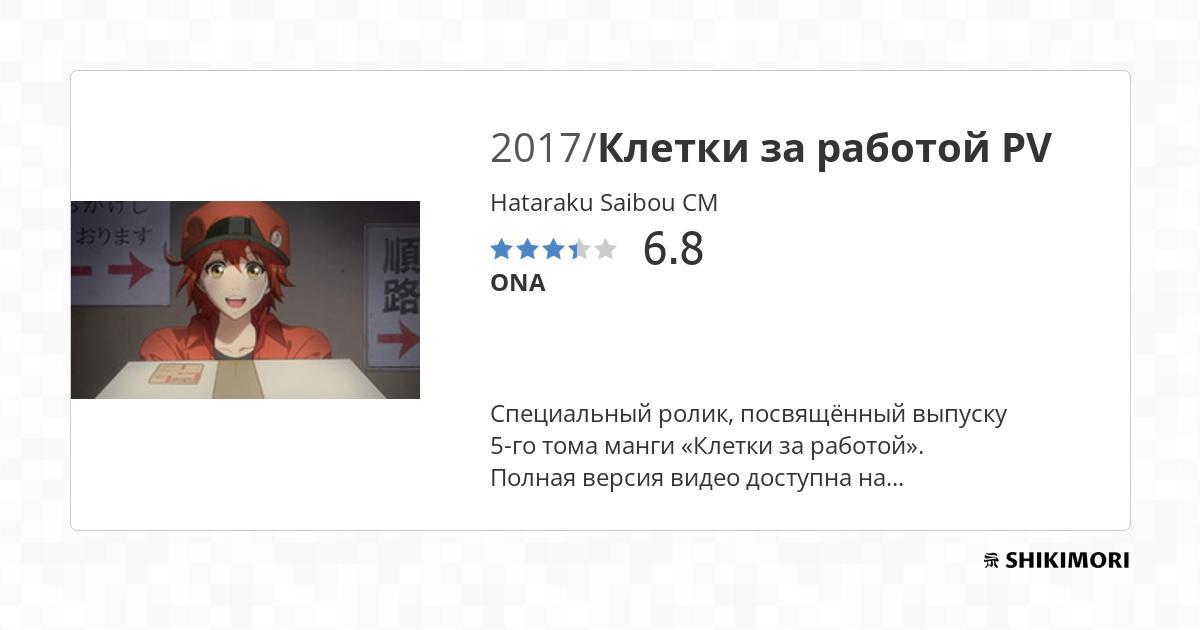 2017/Клетки за работой PV
Hataraku Saibou CM
6.8
ONA
おかけし
おります
順路
Специальный ролик, посвящённый выпуску
5-го тома манги «Клетки за работой».
Полная версия видео доступна на...
SHIKIMORI